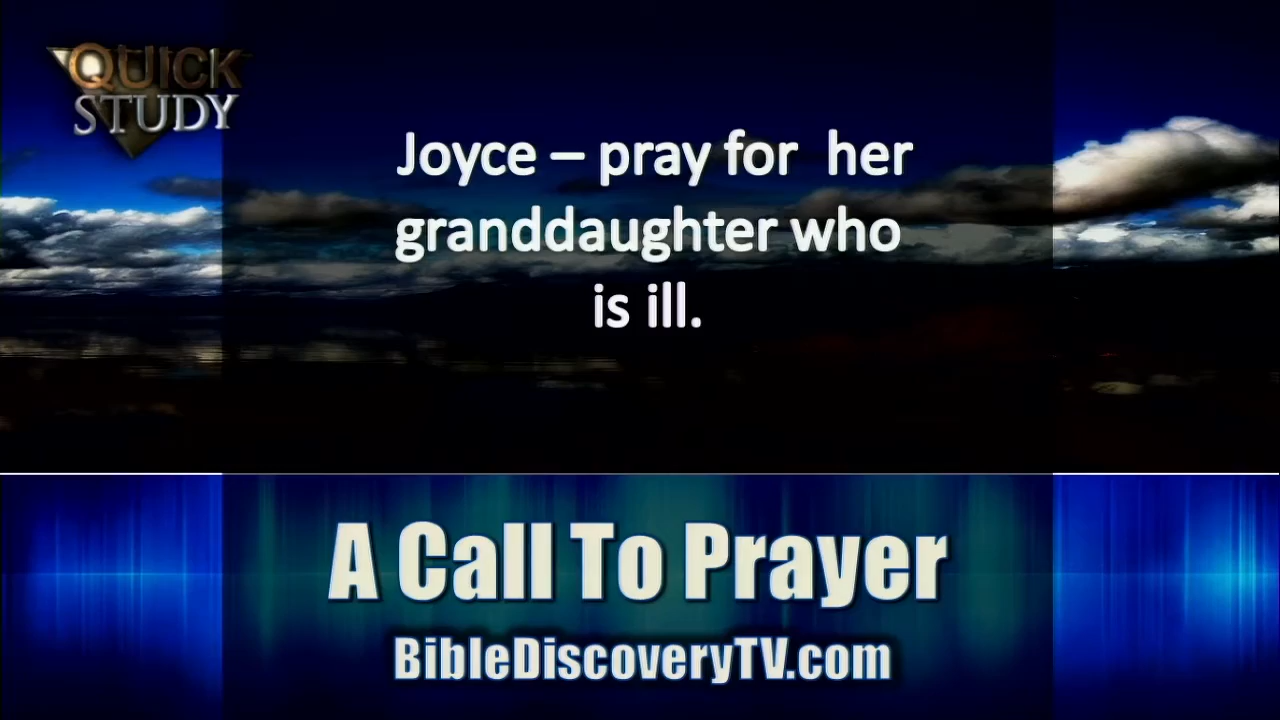 QUICK
STUDY
Joyce – pray for  her
granddaughter who
is ill.
A Call To Prayer
BibleDiscoveryTV.com